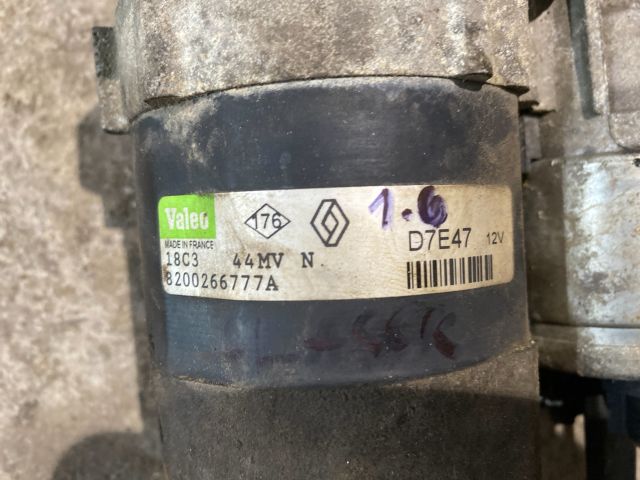 Valeo
176
1.6
MADE IN FRANCE
D7E47 12V
18C3 44MV N
8200266777A